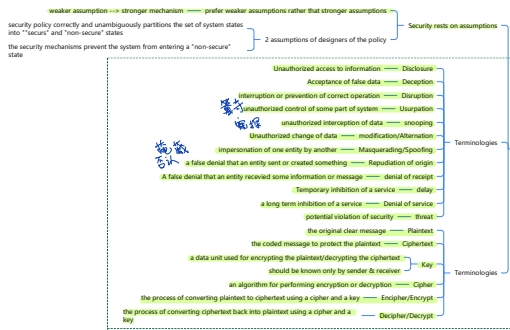 weaker assumption --> stronger mechanism
prefer weaker assumptions rather that stronger assumptions
Security rests on assumptions
security policy correctly and unambiguously partitions the set of system states
into ""securs" and "non-secure" states
2 assumptions of designers of the policy
the security mechanisms prevent the system from entering a "non-secure"
state
Unauthorized access to information
Disclosure
Acceptance of false data
Deception
interruption or prevention of correct operation
Disruption
篡夺
unauthorized control of some part of system
Usurpation
窥探
unauthorized interception of data
snooping
Unauthorized change of data
modification/Alternation
Terminologies
掩蔽
impersonation of one entity by another
Masquerading/Spoofing
否认
a false denial that an entity sent or created something
Repudiation of origin
A false denial that an entity recevied some information or message
denial of receipt
Temporary inhibition of a service
delay
a long term inhibition of a service
Denial of service
potential violation of security
threat
the original clear message
Plaintext
the coded message to protect the plaintext
Ciphertext
a data unit used for encrypting the plaintext/decrypting the ciphertext
Key
should be known only by sender & receiver
Terminologies
an algorithm for performing encryption or decryption
Cipher
the process of converting plaintext to ciphertext using a cipher and a key
Encipher/Encrypt
the process of converting ciphertext back into plaintext using a cipher and a
key
Decipher/Decrypt